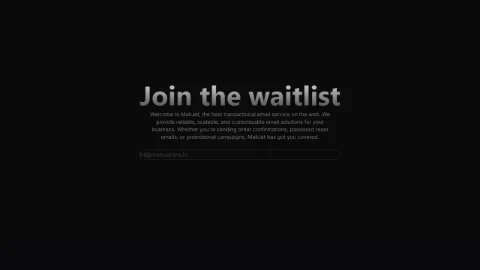 Join the waitlist
Welcome to MailJet, the best transactional email service on the web. We
provide reliable, scalable, and customizable email solutions for your
business. Whether you're sending order confirmations, password reset
emails, or promotional campaigns, MailJet has got you covered.